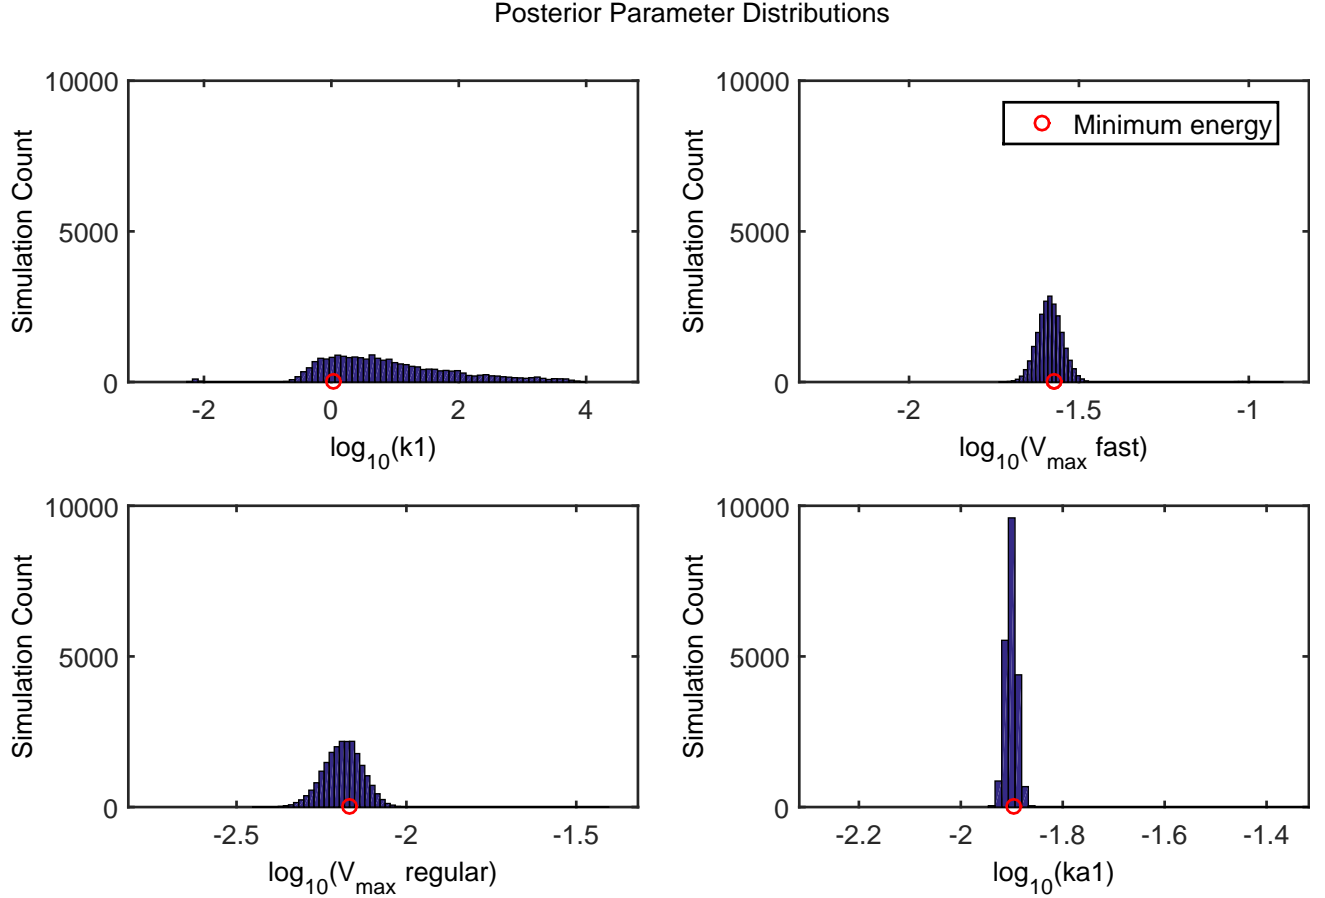 Posterior Parameter Distributions
10000
5000
0
Simulation Count
-2
0
2
4
log10(k1)
10000
5000
0
Simulation Count
Minimum energy
-2
-1.5
-1
log10(Vmax fast)
10000
5000
0
Simulation Count
-2.5
-2
-1.5
log10(Vmax regular)
10000
5000
0
Simulation Count
-2.2
-2
-1.8
-1.6
-1.4
log10(ka1)